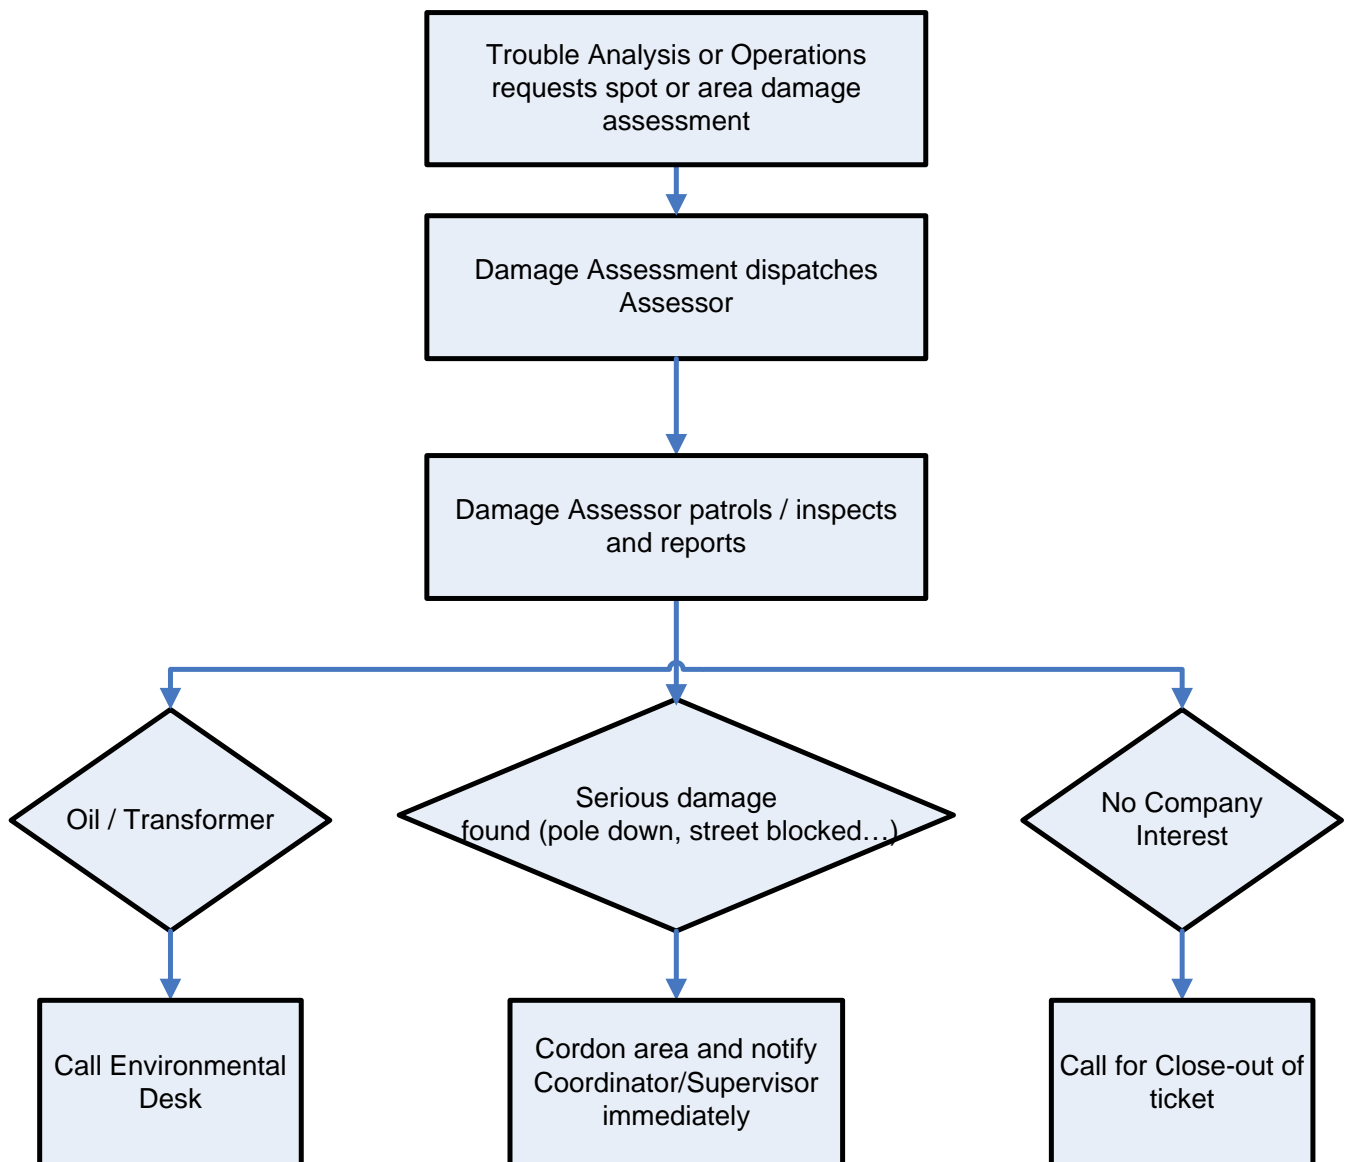 Trouble Analysis or Operations
requests spot or area damage
assessment
Damage Assessment dispatches
Assessor
Damage Assessor patrols / inspects
and reports
Oil / Transformer
Serious damage
found (pole down, street blocked…)
No Company
Interest
Call Environmental
Desk
Cordon area and notify
Coordinator/Supervisor
immediately
Call for Close-out of
ticket